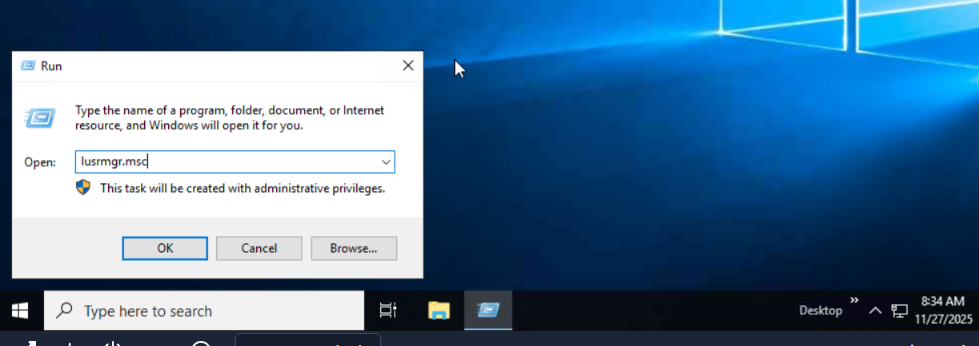 Run
Type the name of a program, folder, document, or Internet
resource, and Windows will open it for you.
Open:
lusrmgr.msc
This task will be created with administrative privileges.
OK
Cancel
Browse...
Type here to search
Desktop
8:34 AM
11/27/2025